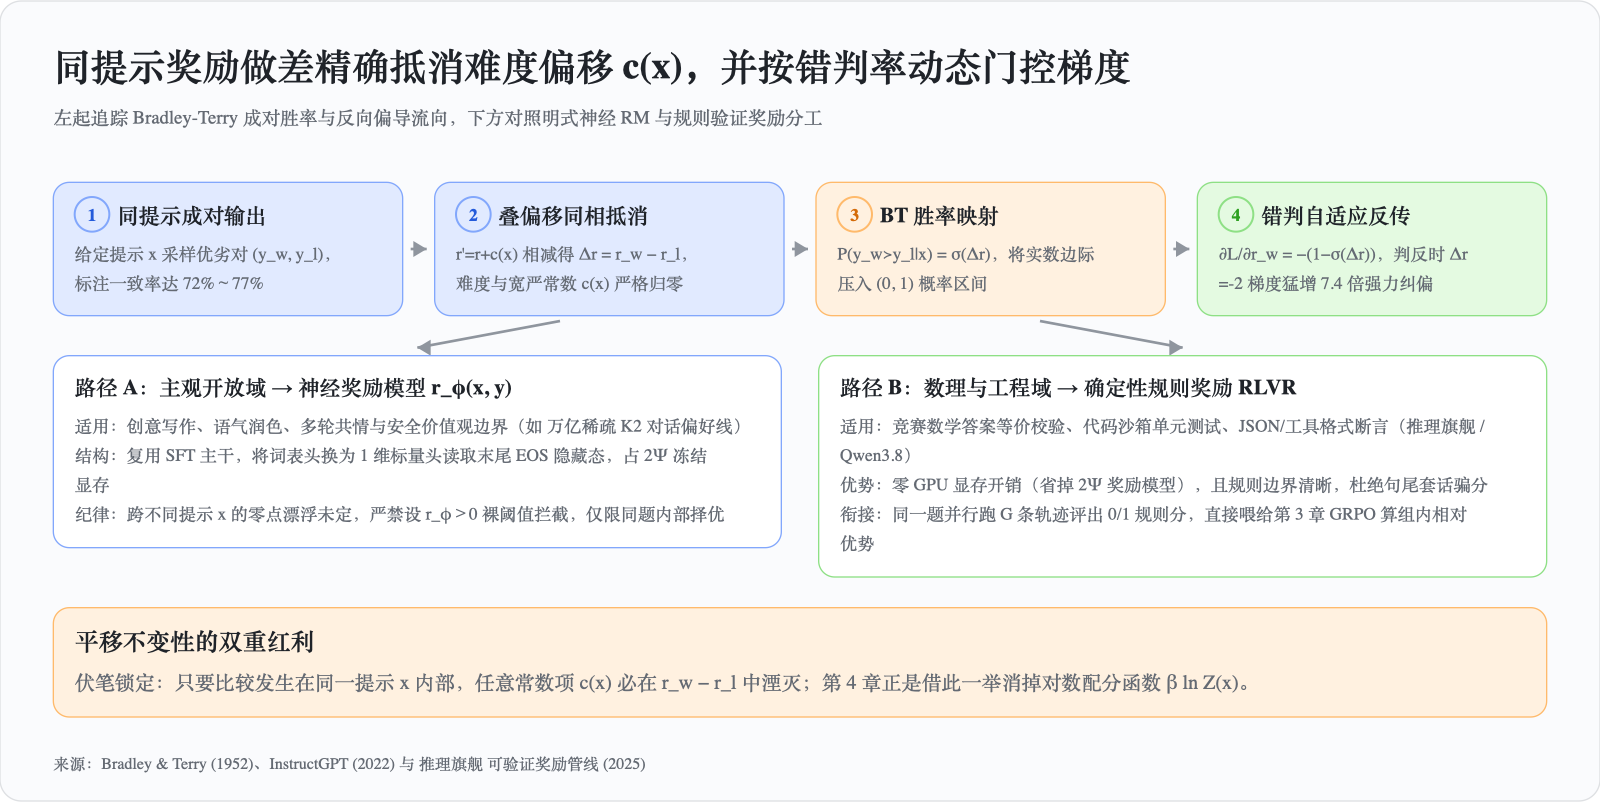 同提示奖励做差精确抵消难度偏移 c(x)，并按错判率动态门控梯度
左起追踪 Bradley-Terry 成对胜率与反向偏导流向，下方对照明式神经 RM 与规则验证奖励分工
1 同提示成对输出
给定提示 x 采样优劣对 (y_w, y_l)，
标注一致率达 72% ~ 77%
2 叠偏移同相抵消
r'=r+c(x) 相减得 Δr = r_w − r_l，
难度与宽严常数 c(x) 严格归零
3 BT 胜率映射
P(y_w>y_l|x) = σ(Δr)，将实数边际
压入 (0, 1) 概率区间
4 错判自适应反传
∂L/∂r_w = −(1−σ(Δr))，判反时 Δr
=-2 梯度猛增 7.4 倍强力纠偏
路径 A：主观开放域 → 神经奖励模型 r_ϕ(x, y)
适用：创意写作、语气润色、多轮共情与安全价值观边界（如 万亿稀疏 K2 对话偏好线）
结构：复用 SFT 主干，将词表头换为 1 维标量头读取末尾 EOS 隐藏态，占 2Ψ 冻结
显存
纪律：跨不同提示 x 的零点漂浮未定，严禁设 r_ϕ > 0 裸阈值拦截，仅限同题内部择优
路径 B：数理与工程域 → 确定性规则奖励 RLVR
适用：竞赛数学答案等价校验、代码沙箱单元测试、JSON/工具格式断言（推理旗舰 /
Qwen3.8）
优势：零 GPU 显存开销（省掉 2Ψ 奖励模型），且规则边界清晰，杜绝句尾套话骗分
衔接：同一题并行跑 G 条轨迹评出 0/1 规则分，直接喂给第 3 章 GRPO 算组内相对
优势
平移不变性的双重红利
伏笔锁定：只要比较发生在同一提示 x 内部，任意常数项 c(x) 必在 r_w − r_l 中湮灭；第 4 章正是借此一举消掉对数配分函数 β ln Z(x)。
来源：Bradley & Terry (1952)、InstructGPT (2022) 与 推理旗舰 可验证奖励管线 (2025)